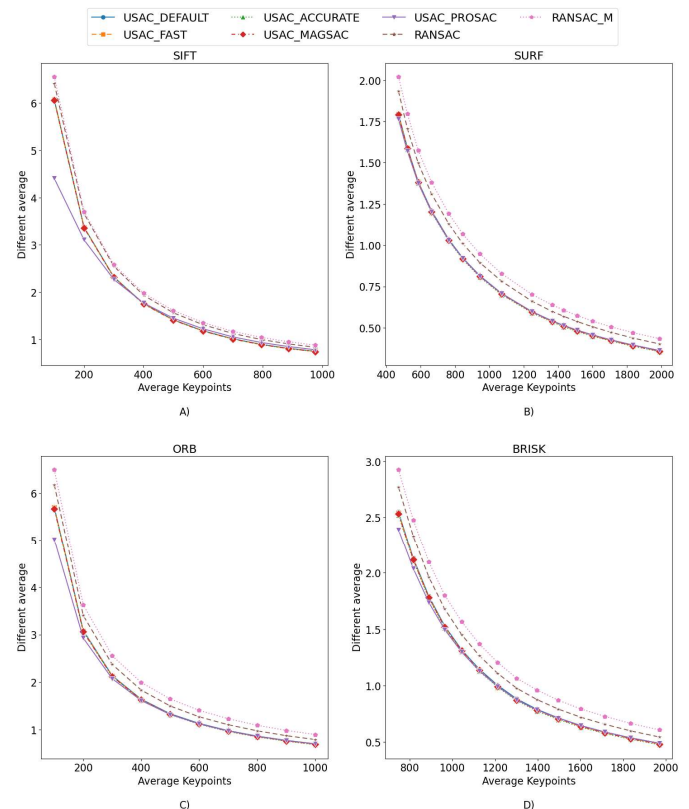 USAC_DEFAULT USAC_ACCURATE USAC_PROSAC RANSAC_M
USAC_FAST USAC_MAGSAC RANSAC
SIFT
6
5
4
3
2
1
Different average
200 400 600 800 1000
Average Keypoints
A)
SURF
2.00
1.75
1.50
1.25
1.00
0.75
0.50
Different average
400 600 800 1000 1200 1400 1600 1800 2000
Average Keypoints
B)
ORB
6
5
4
3
2
1
Different average
200 400 600 800 1000
Average Keypoints
C)
BRISK
3.0
2.5
2.0
1.5
1.0
0.5
Different average
800 1000 1200 1400 1600 1800 2000
Average Keypoints
D)